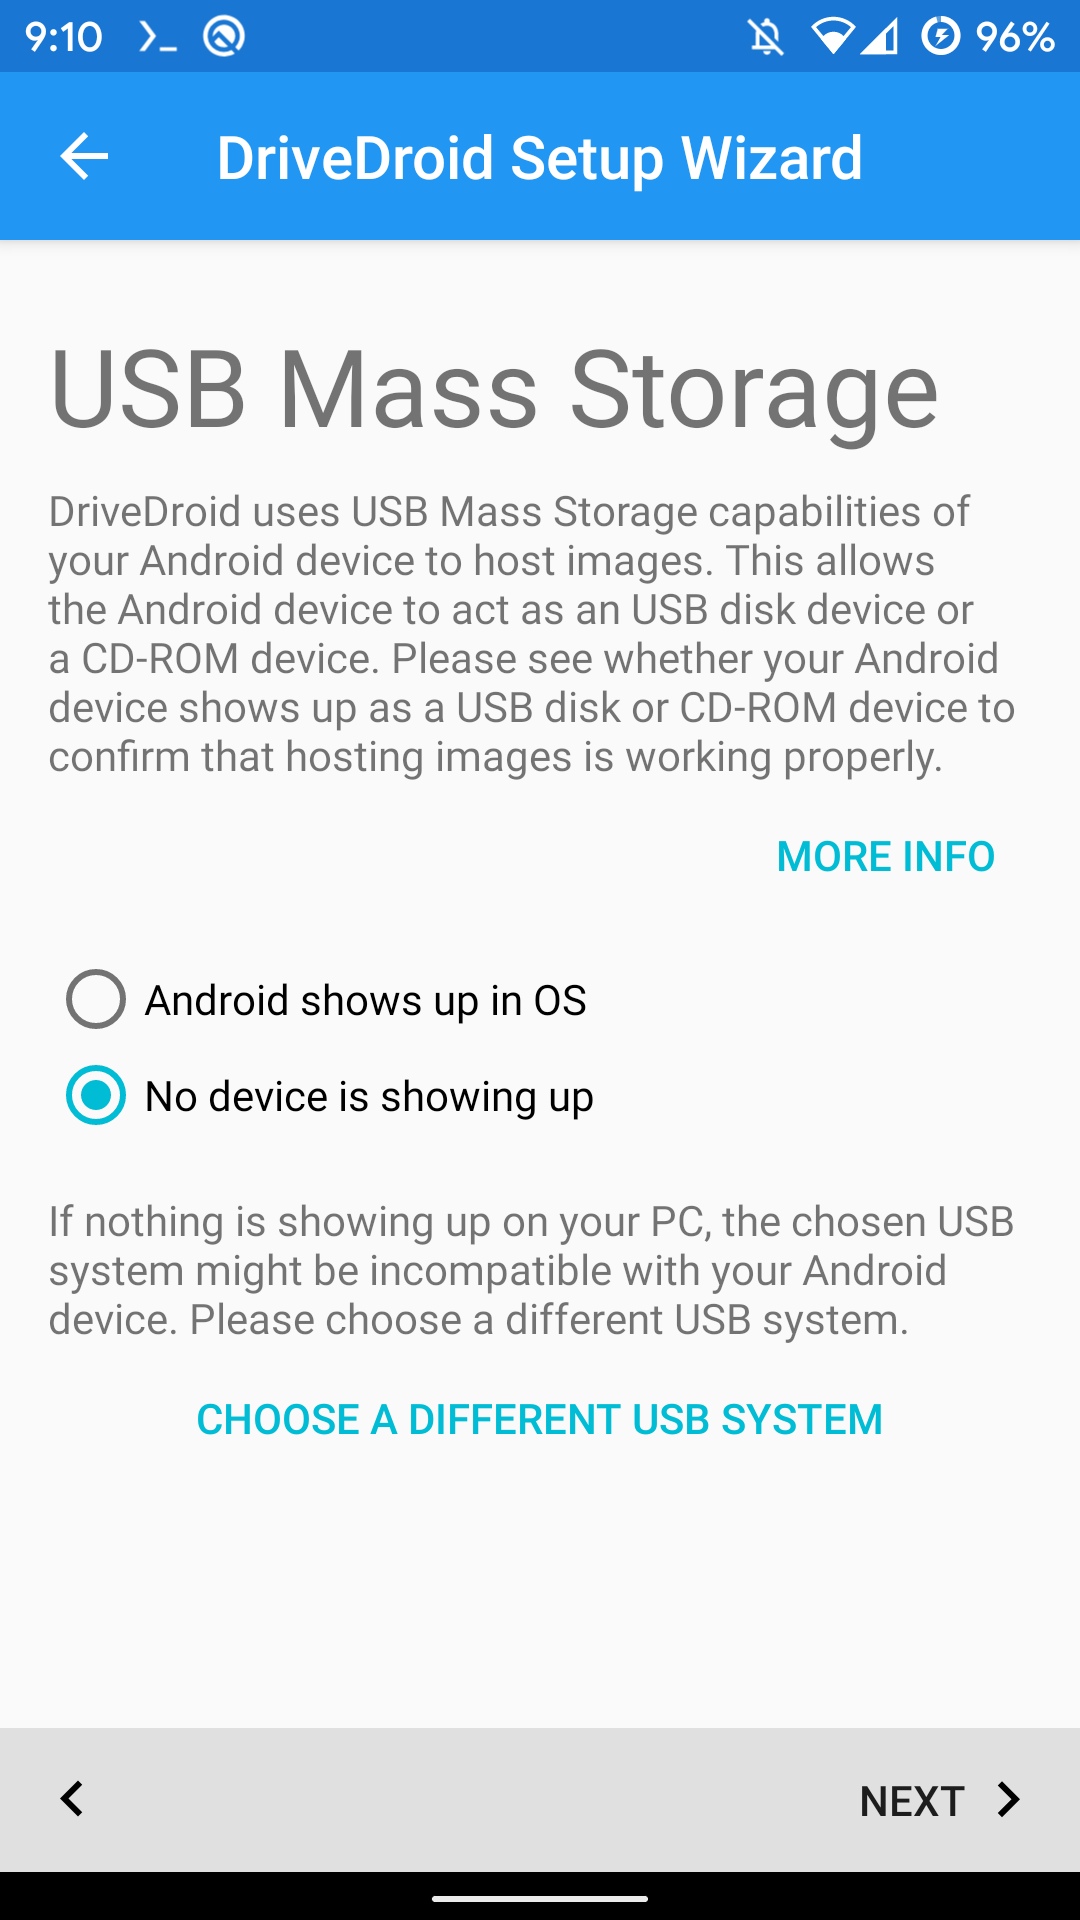 9:10 96%
DriveDroid Setup Wizard
USB Mass Storage
DriveDroid uses USB Mass Storage capabilities of
your Android device to host images. This allows
the Android device to act as an USB disk device or
a CD-ROM device. Please see whether your Android
device shows up as a USB disk or CD-ROM device to
confirm that hosting images is working properly.
MORE INFO
Android shows up in OS
No device is showing up
If nothing is showing up on your PC, the chosen USB
system might be incompatible with your Android
device. Please choose a different USB system.
CHOOSE A DIFFERENT USB SYSTEM
NEXT